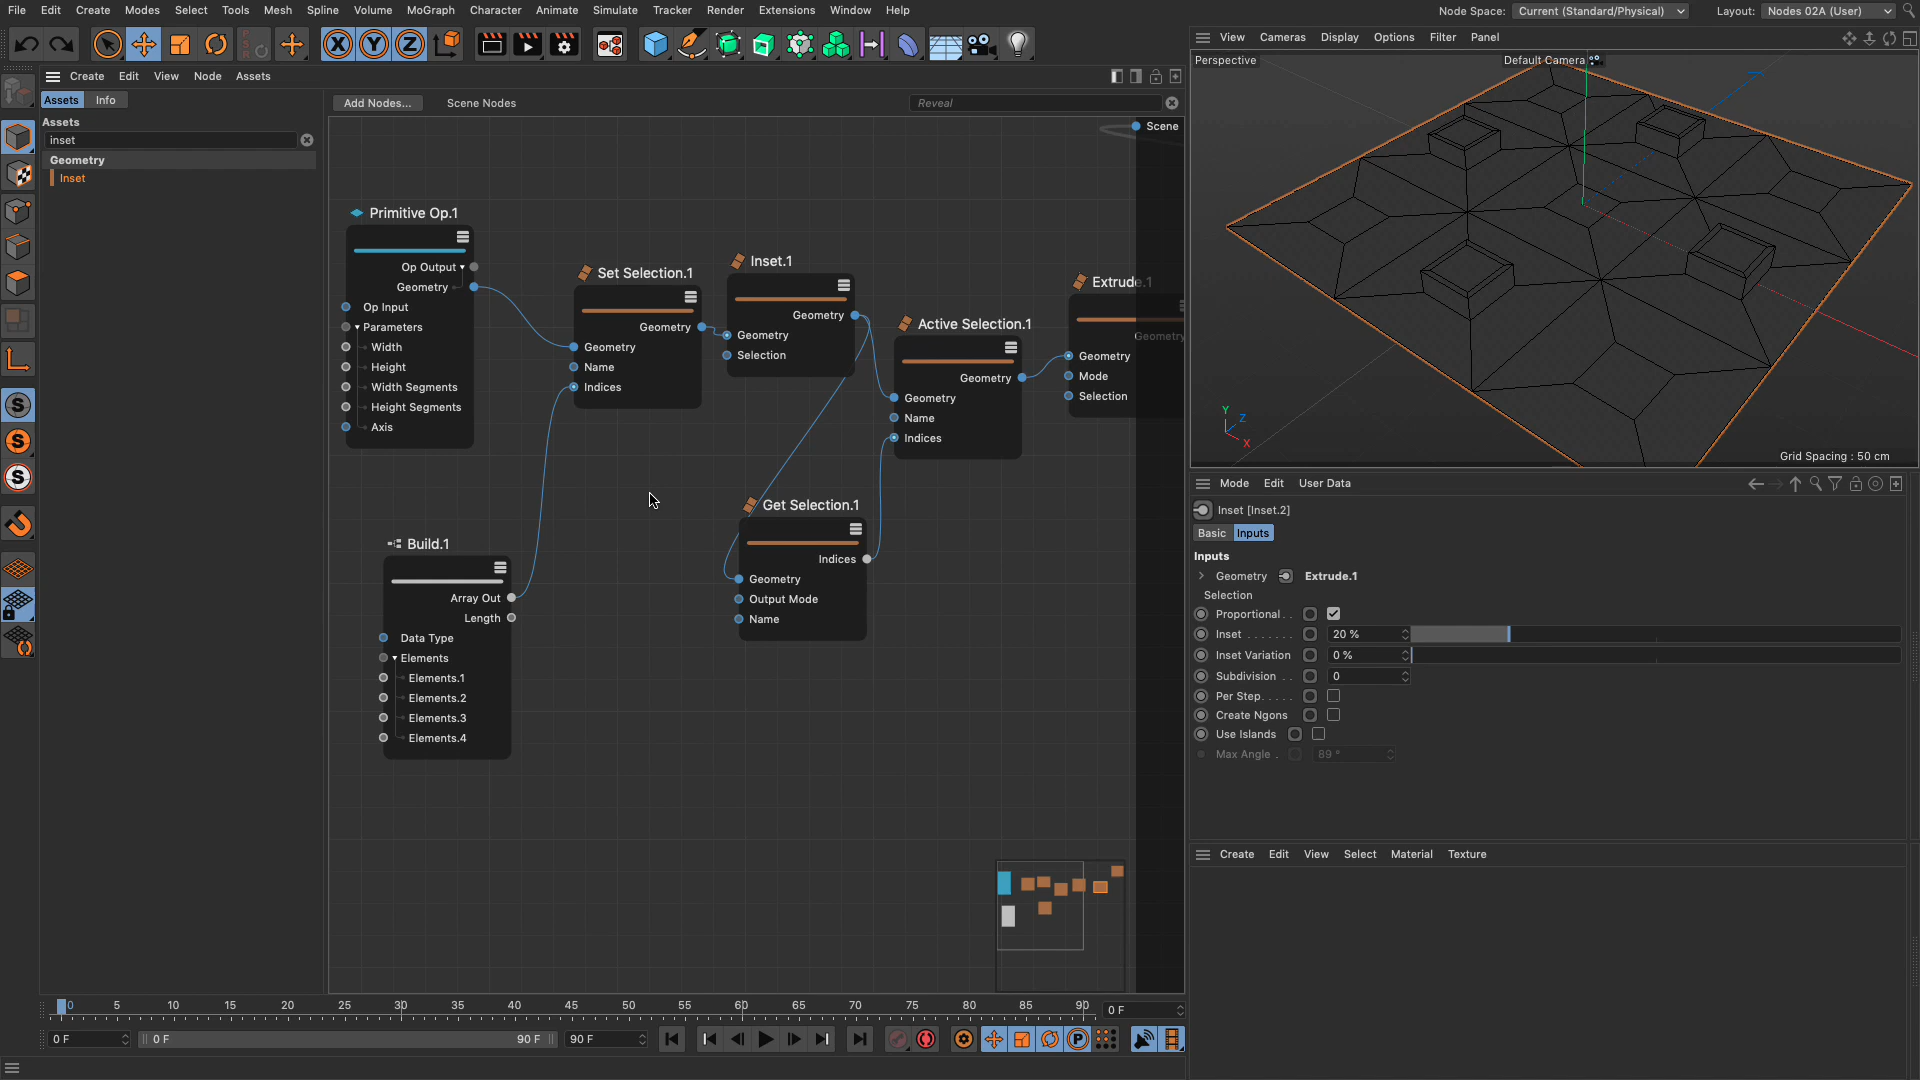 File Edit Create Modes Select Tools Mesh Spline Volume MoGraph Character Animate Simulate Tracker Render Extensions Window Help
Node Space: Current (Standard/Physical) Layout: Nodes 02A (User)
Create Edit View Node Assets
View Cameras Display Options Filter Panel
Perspective
Default Camera
Assets Info
Add Nodes...
Scene Nodes
Reveal
Assets
inset
Geometry
Inset
Scene
Primitive Op.1
Op Output
Geometry
Op Input
Parameters
Width
Height
Width Segments
Height Segments
Axis
Set Selection.1
Geometry
Geometry
Name
Indices
Inset.1
Geometry
Geometry
Selection
Active Selection.1
Geometry
Geometry
Name
Indices
Extrude.1
Geometry
Geometry
Mode
Selection
Get Selection.1
Indices
Geometry
Output Mode
Name
Build.1
Array Out
Length
Data Type
Elements
Elements.1
Elements.2
Elements.3
Elements.4
Y
Z
X
Grid Spacing : 50 cm
Mode Edit User Data
Inset [Inset.2]
Basic Inputs
Inputs
Geometry Extrude.1
Selection
Proportional . .
Inset . . . . . . . 20 %
Inset Variation 0 %
Subdivision . . 0
Per Step. . . . .
Create Ngons
Use Islands
Max Angle . 89 °
Create Edit View Select Material Texture
0 5 10 15 20 25 30 35 40 45 50 55 60 65 70 75 80 85 90
0 F
0 F
0 F
90 F
90 F